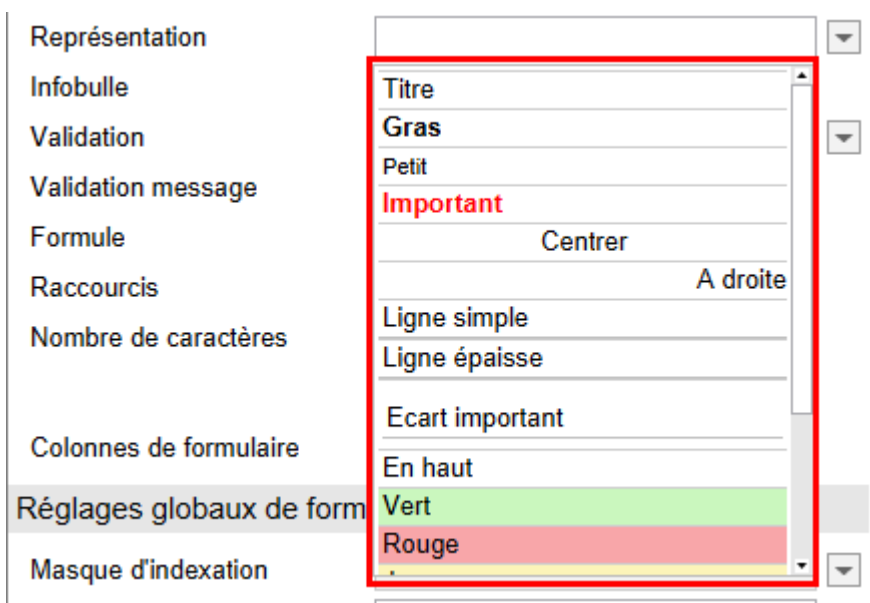 Représentation
Infobulle
Titre
Gras
Validation
Petit
Validation message
Important
Formule
Centrer
A droite
Raccourcis
Ligne simple
Nombre de caractères
Ligne épaisse
Ecart important
Colonnes de formulaire
En haut
Réglages globaux de form
Vert
Rouge
Masque d'indexation